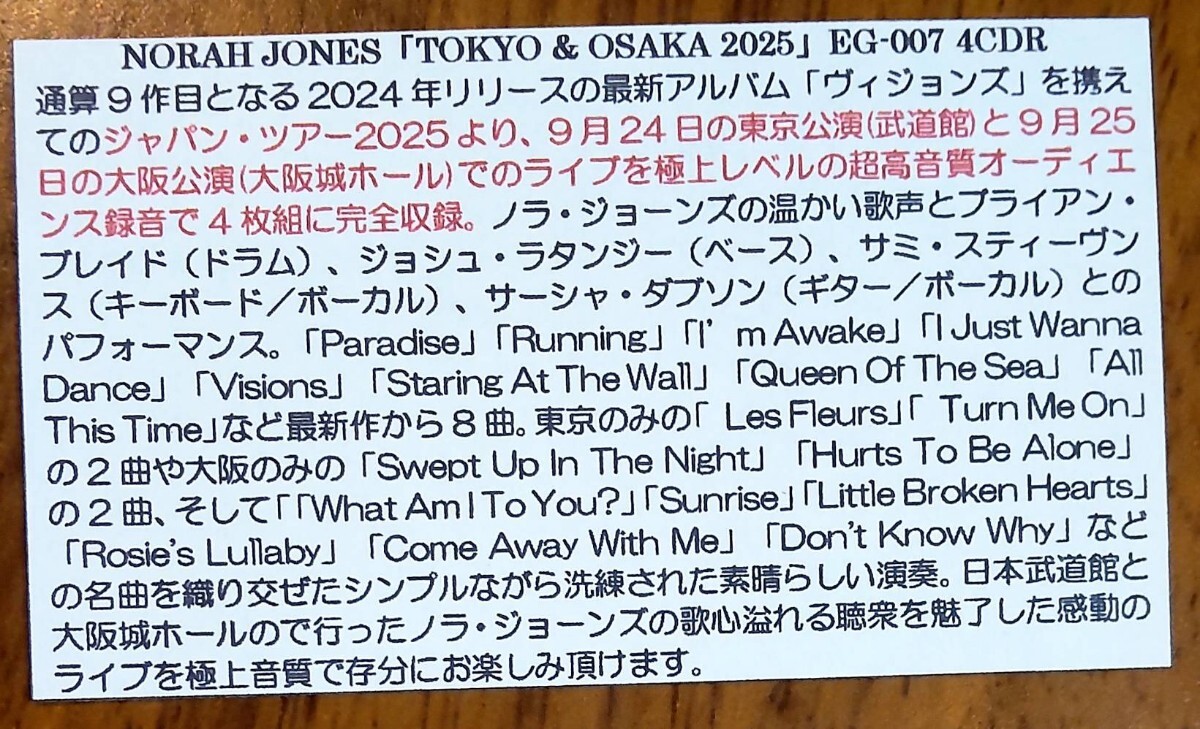 NORAH JONES「TOKYO & OSAKA 2025」EG-007 4CDR
通算9作目となる2024年リリースの最新アルバム「ヴィジョンズ」を携え
てのジャパン・ツアー2025より、9月24日の東京公演(武道館)と9月25
日の大阪公演(大阪城ホール)でのライブを極上レベルの超高音質オーディエ
ンス録音で4枚組に完全収録。ノラ・ジョーンズの温かい歌声とブライアン・
ブレイド（ドラム）、ジョシュ・ラタンジー（ベース）、サミ・スティーヴン
ス（キーボード／ボーカル）、サーシャ・ダブソン（ギター／ボーカル）との
パフォーマンス。「Paradise」「Running」「I'm Awake」「I Just Wanna
Dance」「Visions」「Staring At The Wall」「Queen Of The Sea」「All
This Time」など最新作から8曲。東京のみの「Les Fleurs」「Turn Me On」
の2曲や大阪のみの「Swept Up In The Night」「Hurts To Be Alone」
の2曲、そして「「What Am I To You?」「Sunrise」「Little Broken Hearts」
「Rosie's Lullaby」「Come Away With Me」「Don't Know Why」など
の名曲を織り交ぜたシンプルながら洗練された素晴らしい演奏。日本武道館と
大阪城ホールので行ったノラ・ジョーンズの歌心溢れる聴衆を魅了した感動の
ライブを極上音質で存分にお楽しみ頂けます。